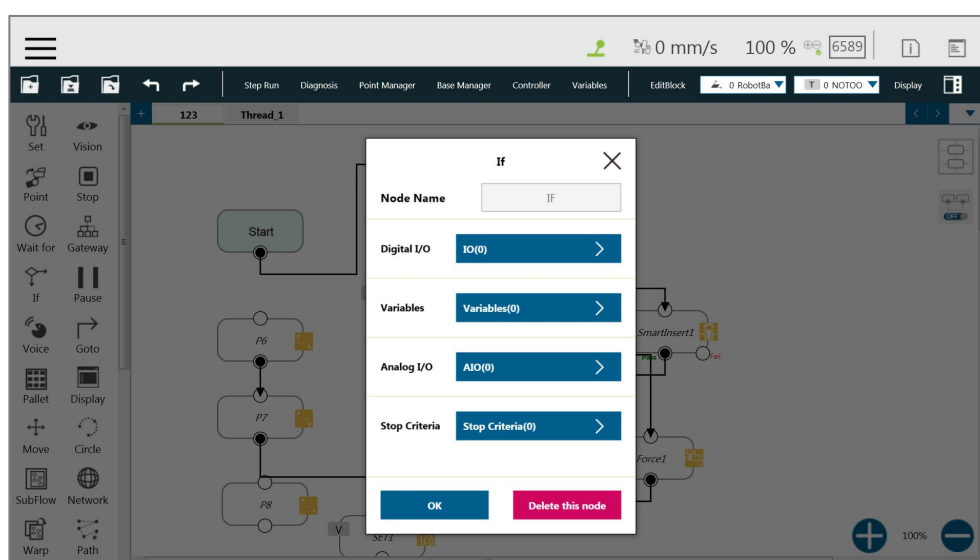 0 mm/s 100 % 6589
Step Run Diagnosis Point Manager Base Manager Controller Variables EditBlock 0 RobotBa T 0 NOTOO Display
+ 123 Thread_1
Set Vision
Point Stop
Wait for Gateway
If Pause
Voice Goto
Pallet Display
Move Circle
SubFlow Network
Warp Path
Start
P6
P7
P8
V
SET1
If
Node Name IF
Digital I/O IO(0)
Variables Variables(0)
Analog I/O AIO(0)
Stop Criteria Stop Criteria(0)
OK Delete this node
SmartInsert1
Pass Fail
Force1
OFF
100%